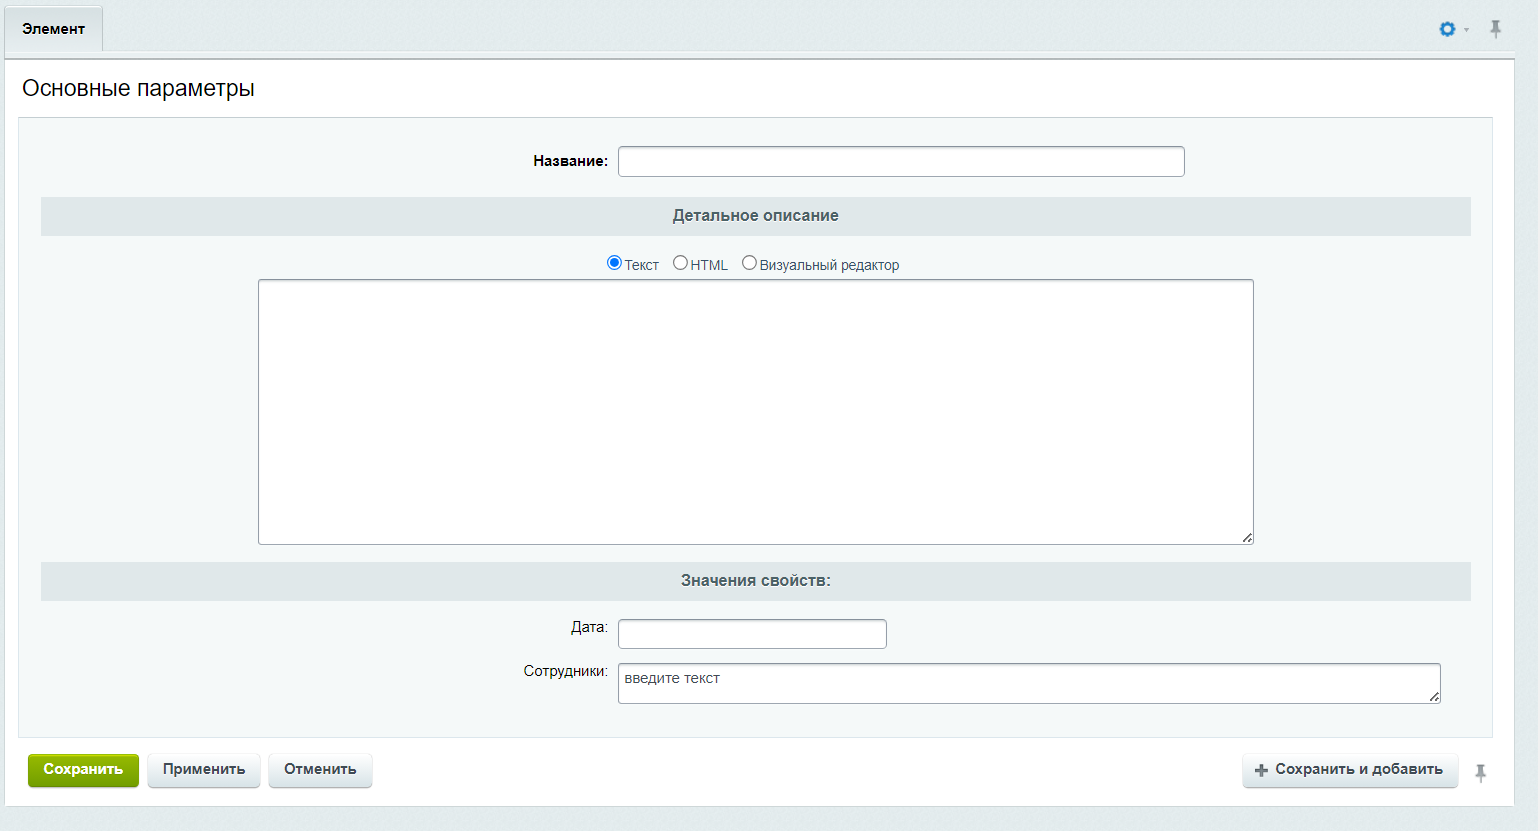 Элемент
Основные параметры
Название:
Детальное описание
Текст HTML Визуальный редактор
Значения свойств:
Дата:
Сотрудники: введите текст
Сохранить Применить Отменить Сохранить и добавить